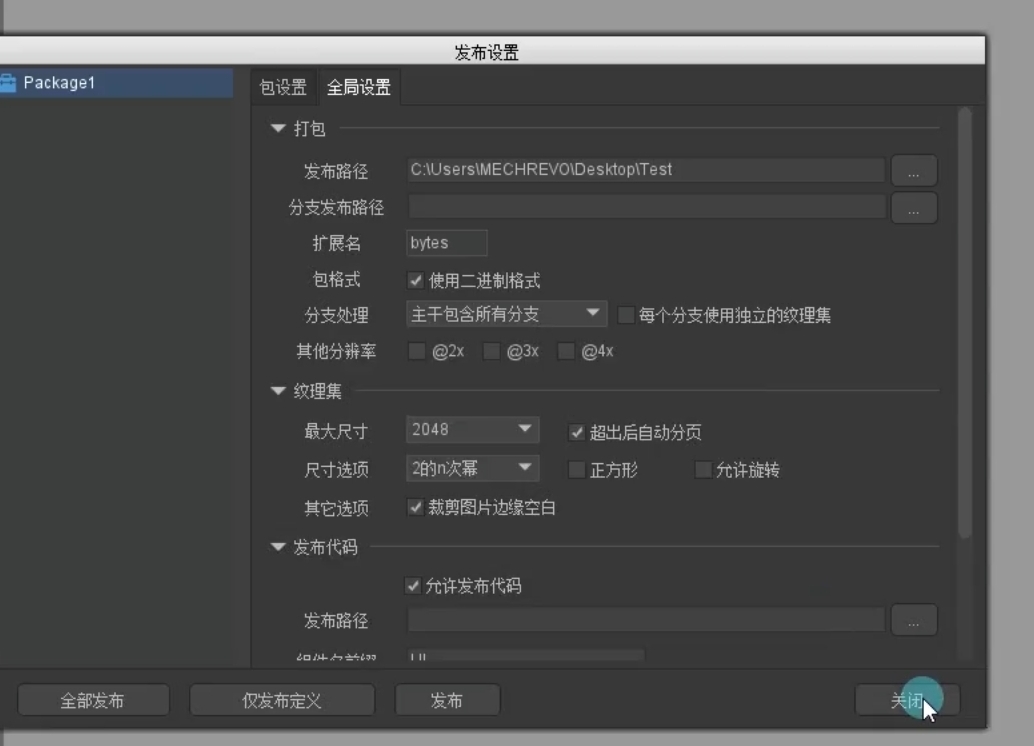 发布设置
Package1
包设置 全局设置
打包
发布路径 C:\Users\MECHREVO\Desktop\Test ...
分支发布路径 ...
扩展名 bytes
包格式 使用二进制格式
分支处理 主干包含所有分支 每个分支使用独立的纹理集
其他分辨率 @2x @3x @4x
纹理集
最大尺寸 2048 超出后自动分页
尺寸选项 2的n次幂 正方形 允许旋转
其它选项 裁剪图片边缘空白
发布代码
允许发布代码
发布路径 ...
全部发布 仅发布定义 发布 关闭